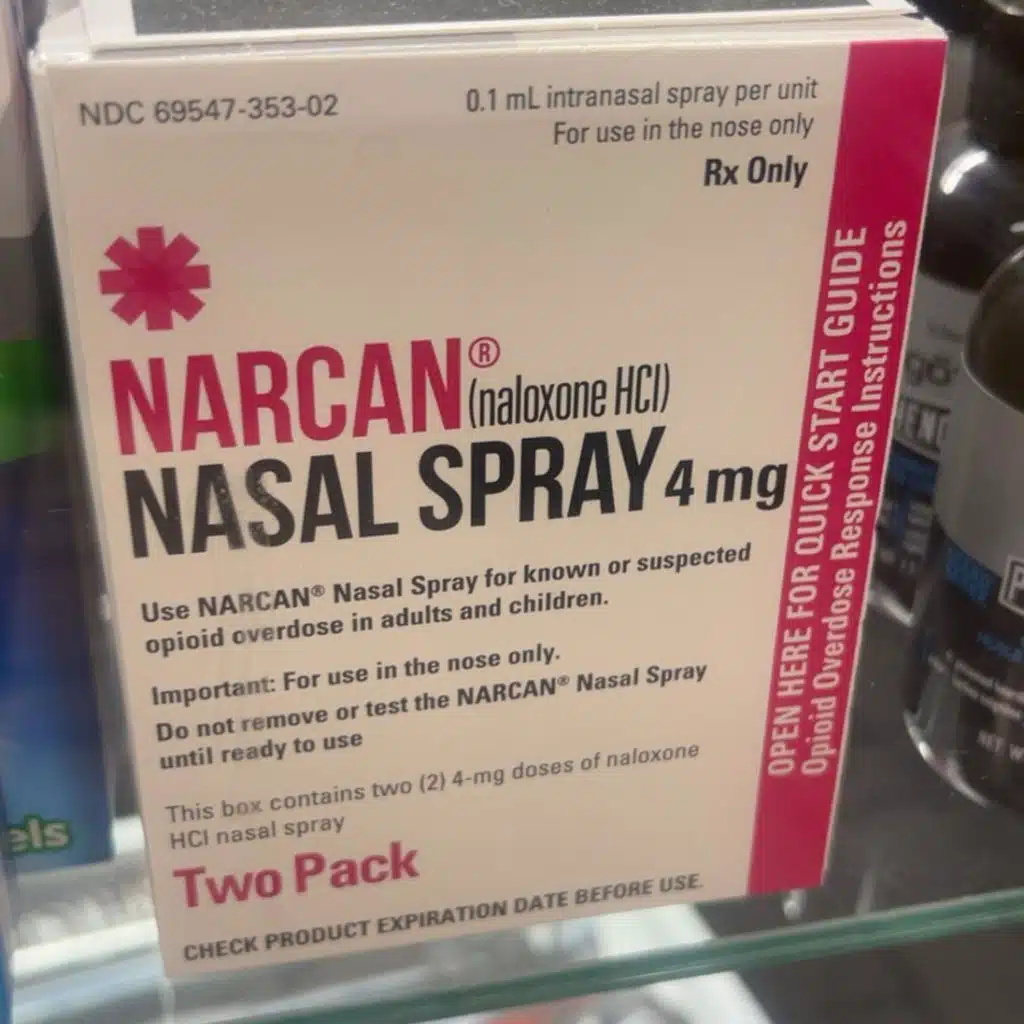 NDC 69547-353-02
0.1 mL intranasal spray per unit
For use in the nose only
Rx Only
NARCAN®
(naloxone HCl)
NASAL SPRAY 4 mg
Use NARCAN® Nasal Spray for known or suspected
opioid overdose in adults and children.
Important: For use in the nose only.
Do not remove or test the NARCAN® Nasal Spray
until ready to use
This box contains two (2) 4-mg doses of naloxone
HCl nasal spray
Two Pack
CHECK PRODUCT EXPIRATION DATE BEFORE USE.
OPEN HERE FOR QUICK START GUIDE
Opioid Overdose Response Instructions
els